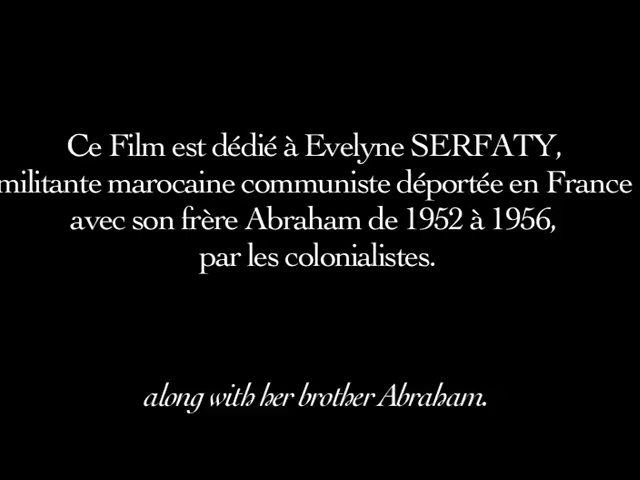 Ce Film est dédié à Evelyne SERFATY,
militante marocaine communiste déportée en France
avec son frère Abraham de 1952 à 1956,
par les colonialistes.
along with her brother Abraham.